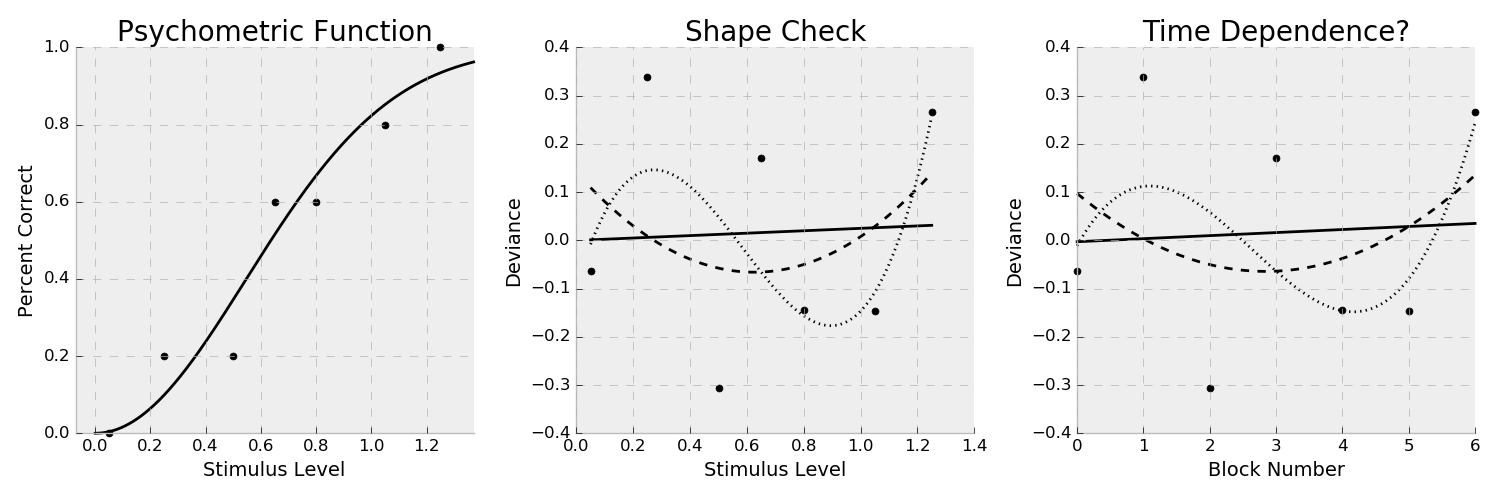 Psychometric Function
1.0
0.8
0.6
0.4
0.2
0.0
Percent Correct
0.0 0.2 0.4 0.6 0.8 1.0 1.2
Stimulus Level
Shape Check
0.4
0.3
0.2
0.1
0.0
−0.1
−0.2
−0.3
−0.4
Deviance
0.0 0.2 0.4 0.6 0.8 1.0 1.2 1.4
Stimulus Level
Time Dependence?
0.4
0.3
0.2
0.1
0.0
−0.1
−0.2
−0.3
−0.4
Deviance
0 1 2 3 4 5 6
Block Number